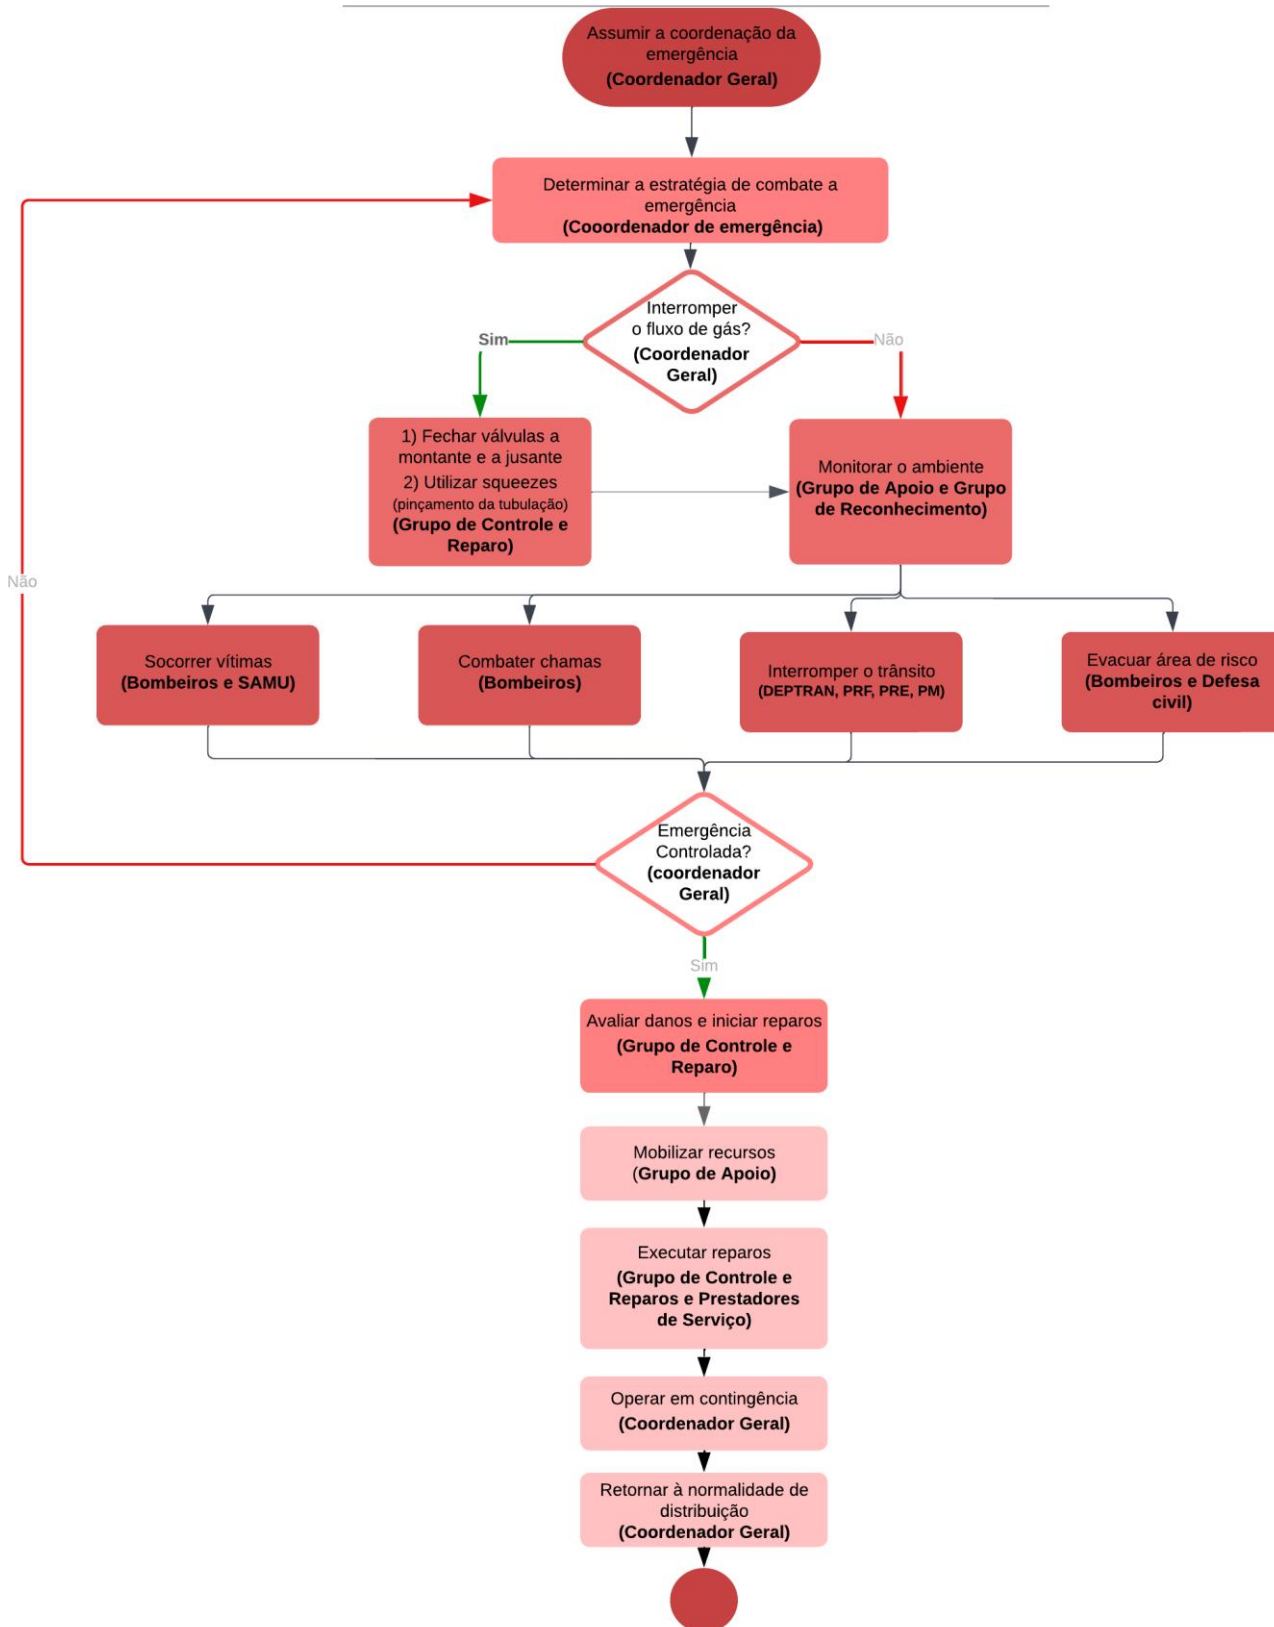 Assumir a coordenação da
emergência
(Coordenador Geral)
Determinar a estratégia de combate a
emergência
(Cooordenador de emergência)
Interromper
o fluxo de gás?
(Coordenador
Geral)
Sim
Não
1) Fechar válvulas a
montante e a jusante
2) Utilizar squeezes
(pinçamento da tubulação)
(Grupo de Controle e
Reparo)
Monitorar o ambiente
(Grupo de Apoio e Grupo
de Reconhecimento)
Não
Socorrer vítimas
(Bombeiros e SAMU)
Combater chamas
(Bombeiros)
Interromper o trânsito
(DEPTRAN, PRF, PRE, PM)
Evacuar área de risco
(Bombeiros e Defesa
civil)
Emergência
Controlada?
(coordenador
Geral)
Sim
Avaliar danos e iniciar reparos
(Grupo de Controle e
Reparo)
Mobilizar recursos
(Grupo de Apoio)
Executar reparos
(Grupo de Controle e
Reparos e Prestadores
de Serviço)
Operar em contingência
(Coordenador Geral)
Retornar à normalidade de
distribuição
(Coordenador Geral)